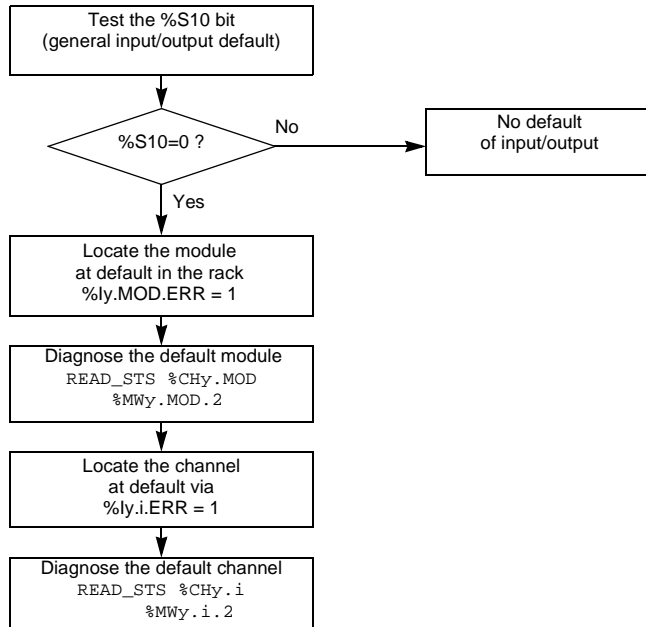 Test the %S10 bit
(general input/output default)
%S10=0 ?
No
No default
of input/output
Yes
Locate the module
at default in the rack
%Iy.MOD.ERR = 1
Diagnose the default module
READ_STS %CHy.MOD
%MWy.MOD.2
Locate the channel
at default via
%Iy.i.ERR = 1
Diagnose the default channel
READ_STS %CHy.i
%MWy.i.2